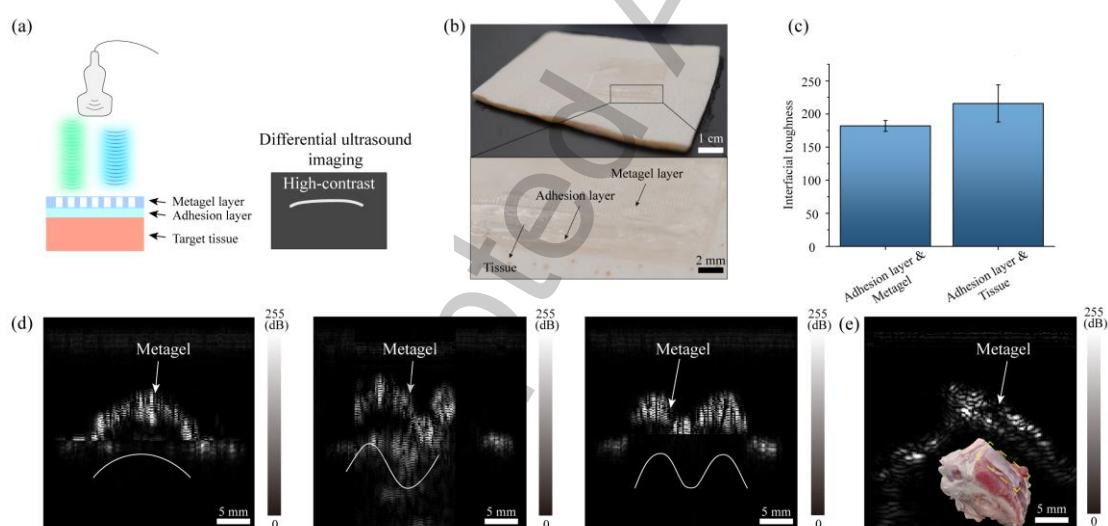 (a)
Differential ultrasound
imaging
High-contrast
Metagel layer
Adhesion layer
Target tissue
(b)
1 cm
Metagel layer
Adhesion layer
Tissue
2 mm
(c)
Interfacial toughness
250
200
150
100
50
0
Adhesion layer &
Metagel
Adhesion layer &
Tissue
(d)
Metagel
5 mm
255
(dB)
0
Metagel
5 mm
255
(dB)
0
Metagel
5 mm
255
(dB)
0
(e)
Metagel
5 mm
255
(dB)
0